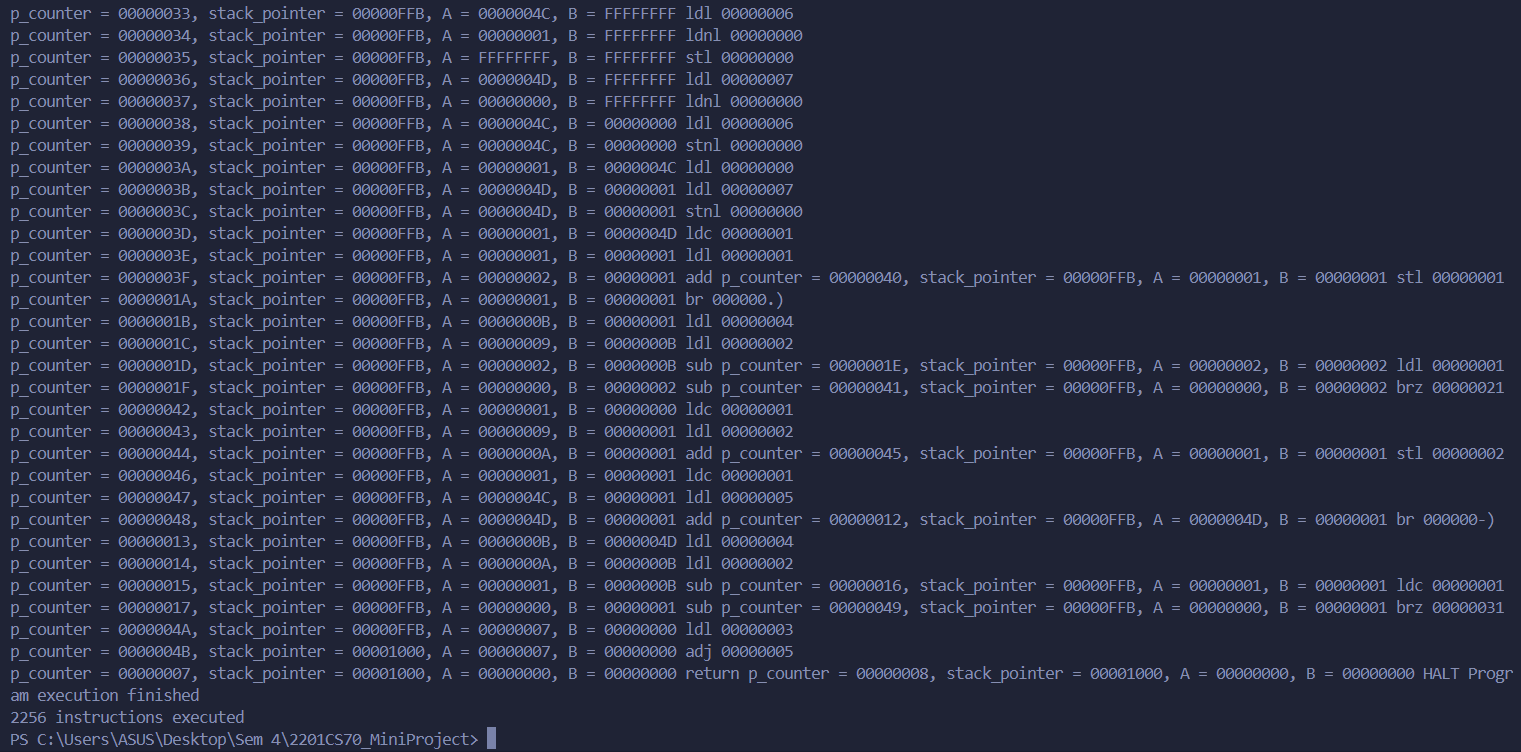 p_counter = 00000033, stack_pointer = 00000FFB, A = 0000004C, B = FFFFFFFF ldl 00000006
p_counter = 00000034, stack_pointer = 00000FFB, A = 00000001, B = FFFFFFFF ldnl 00000000
p_counter = 00000035, stack_pointer = 00000FFB, A = FFFFFFFF, B = FFFFFFFF stl 00000000
p_counter = 00000036, stack_pointer = 00000FFB, A = 0000004D, B = FFFFFFFF ldl 00000007
p_counter = 00000037, stack_pointer = 00000FFB, A = 00000000, B = FFFFFFFF ldnl 00000000
p_counter = 00000038, stack_pointer = 00000FFB, A = 0000004C, B = 00000000 ldl 00000006
p_counter = 00000039, stack_pointer = 00000FFB, A = 0000004C, B = 00000000 stnl 00000000
p_counter = 0000003A, stack_pointer = 00000FFB, A = 00000001, B = 0000004C ldl 00000000
p_counter = 0000003B, stack_pointer = 00000FFB, A = 0000004D, B = 00000001 ldl 00000007
p_counter = 0000003C, stack_pointer = 00000FFB, A = 0000004D, B = 00000001 stnl 00000000
p_counter = 0000003D, stack_pointer = 00000FFB, A = 00000001, B = 0000004D ldc 00000001
p_counter = 0000003E, stack_pointer = 00000FFB, A = 00000001, B = 00000001 ldl 00000001
p_counter = 0000003F, stack_pointer = 00000FFB, A = 00000002, B = 00000001 add p_counter = 00000040, stack_pointer = 00000FFB, A = 00000001, B = 00000001 stl 00000001
p_counter = 0000001A, stack_pointer = 00000FFB, A = 00000001, B = 00000001 br 000000.)
p_counter = 0000001B, stack_pointer = 00000FFB, A = 0000000B, B = 00000001 ldl 00000004
p_counter = 0000001C, stack_pointer = 00000FFB, A = 00000009, B = 0000000B ldl 00000002
p_counter = 0000001D, stack_pointer = 00000FFB, A = 00000002, B = 0000000B sub p_counter = 0000001E, stack_pointer = 00000FFB, A = 00000002, B = 00000002 ldl 00000001
p_counter = 0000001F, stack_pointer = 00000FFB, A = 00000000, B = 00000002 sub p_counter = 00000041, stack_pointer = 00000FFB, A = 00000000, B = 00000002 brz 00000021
p_counter = 00000042, stack_pointer = 00000FFB, A = 00000001, B = 00000000 ldc 00000001
p_counter = 00000043, stack_pointer = 00000FFB, A = 00000009, B = 00000001 ldl 00000002
p_counter = 00000044, stack_pointer = 00000FFB, A = 0000000A, B = 00000001 add p_counter = 00000045, stack_pointer = 00000FFB, A = 00000001, B = 00000001 stl 00000002
p_counter = 00000046, stack_pointer = 00000FFB, A = 00000001, B = 00000001 ldc 00000001
p_counter = 00000047, stack_pointer = 00000FFB, A = 0000004C, B = 00000001 ldl 00000005
p_counter = 00000048, stack_pointer = 00000FFB, A = 0000004D, B = 00000001 add p_counter = 00000012, stack_pointer = 00000FFB, A = 0000004D, B = 00000001 br 000000-)
p_counter = 00000013, stack_pointer = 00000FFB, A = 0000000B, B = 0000004D ldl 00000004
p_counter = 00000014, stack_pointer = 00000FFB, A = 0000000A, B = 0000000B ldl 00000002
p_counter = 00000015, stack_pointer = 00000FFB, A = 00000001, B = 0000000B sub p_counter = 00000016, stack_pointer = 00000FFB, A = 00000001, B = 00000001 ldc 00000001
p_counter = 00000017, stack_pointer = 00000FFB, A = 00000000, B = 00000001 sub p_counter = 00000049, stack_pointer = 00000FFB, A = 00000000, B = 00000001 brz 00000031
p_counter = 0000004A, stack_pointer = 00000FFB, A = 00000007, B = 00000000 ldl 00000003
p_counter = 0000004B, stack_pointer = 00001000, A = 00000007, B = 00000000 adj 00000005
p_counter = 00000007, stack_pointer = 00001000, A = 00000000, B = 00000000 return p_counter = 00000008, stack_pointer = 00001000, A = 00000000, B = 00000000 HALT Progr
am execution finished
2256 instructions executed
PS C:\Users\ASUS\Desktop\Sem 4\2201CS70_MiniProject>